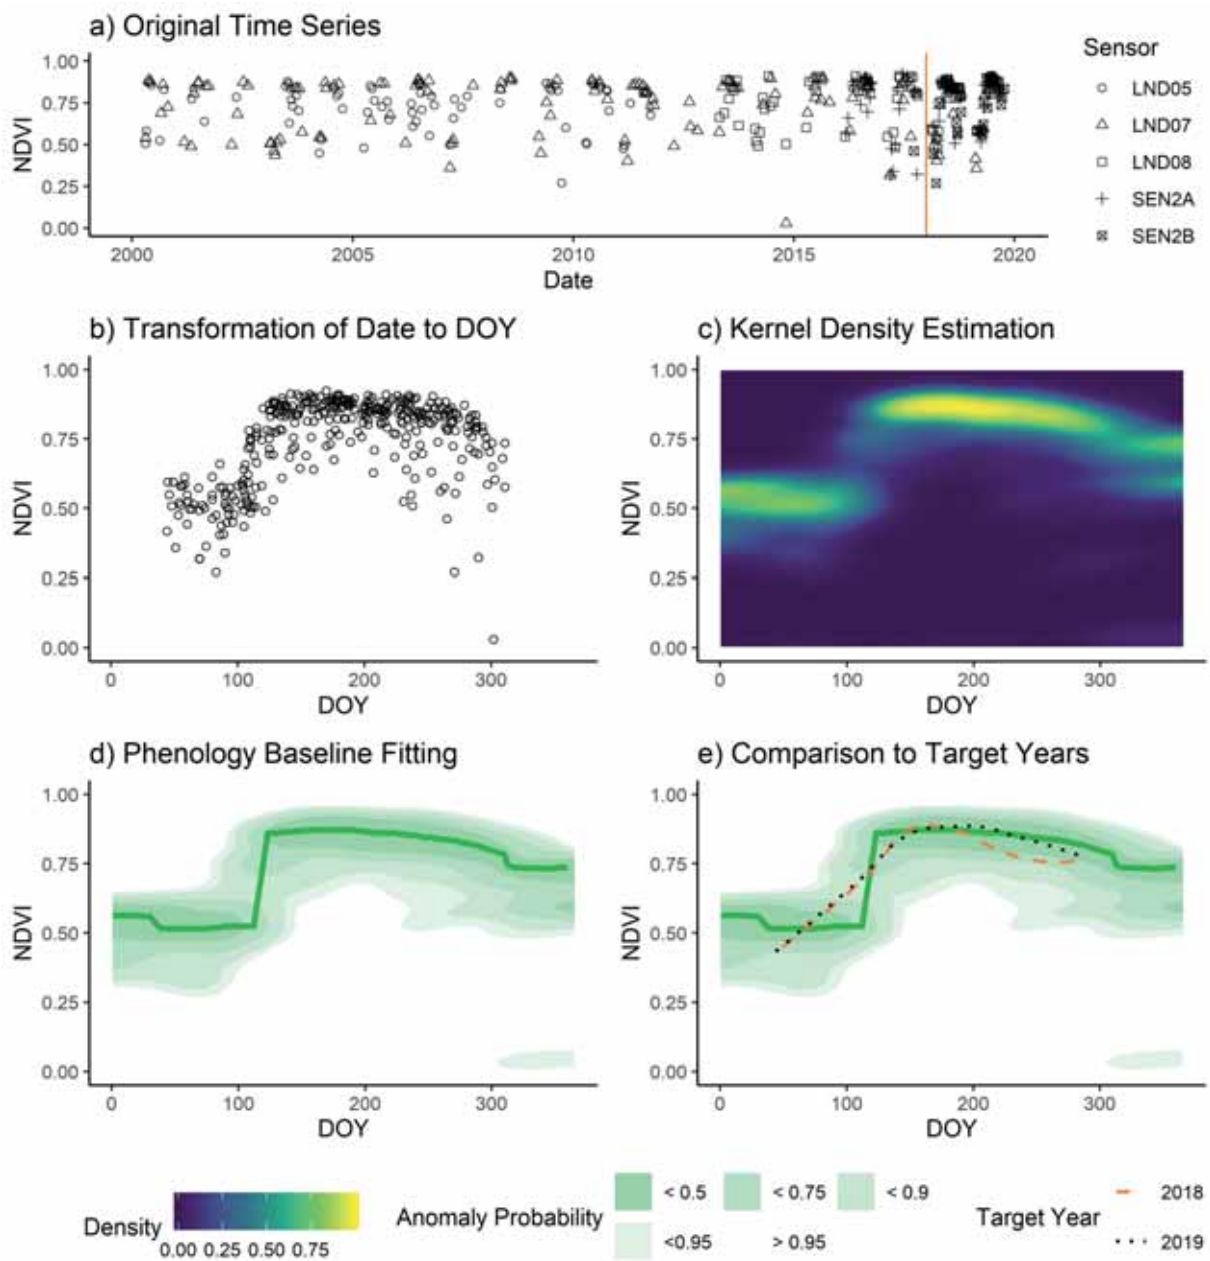 a) Original Time Series
1.00
0.75
0.50
0.25
0.00
NDVI
2000 2005 2010 2015 2020
Date
Sensor
LND05
LND07
LND08
SEN2A
SEN2B
b) Transformation of Date to DOY
1.00
0.75
0.50
0.25
0.00
NDVI
0 100 200 300
DOY
c) Kernel Density Estimation
1.00
0.75
0.50
0.25
0.00
NDVI
0 100 200 300
DOY
d) Phenology Baseline Fitting
1.00
0.75
0.50
0.25
0.00
NDVI
0 100 200 300
DOY
e) Comparison to Target Years
1.00
0.75
0.50
0.25
0.00
NDVI
0 100 200 300
DOY
Density
0.00 0.25 0.50 0.75
Anomaly Probability
< 0.5 < 0.75 < 0.9
<0.95 > 0.95
Target Year
2018
2019